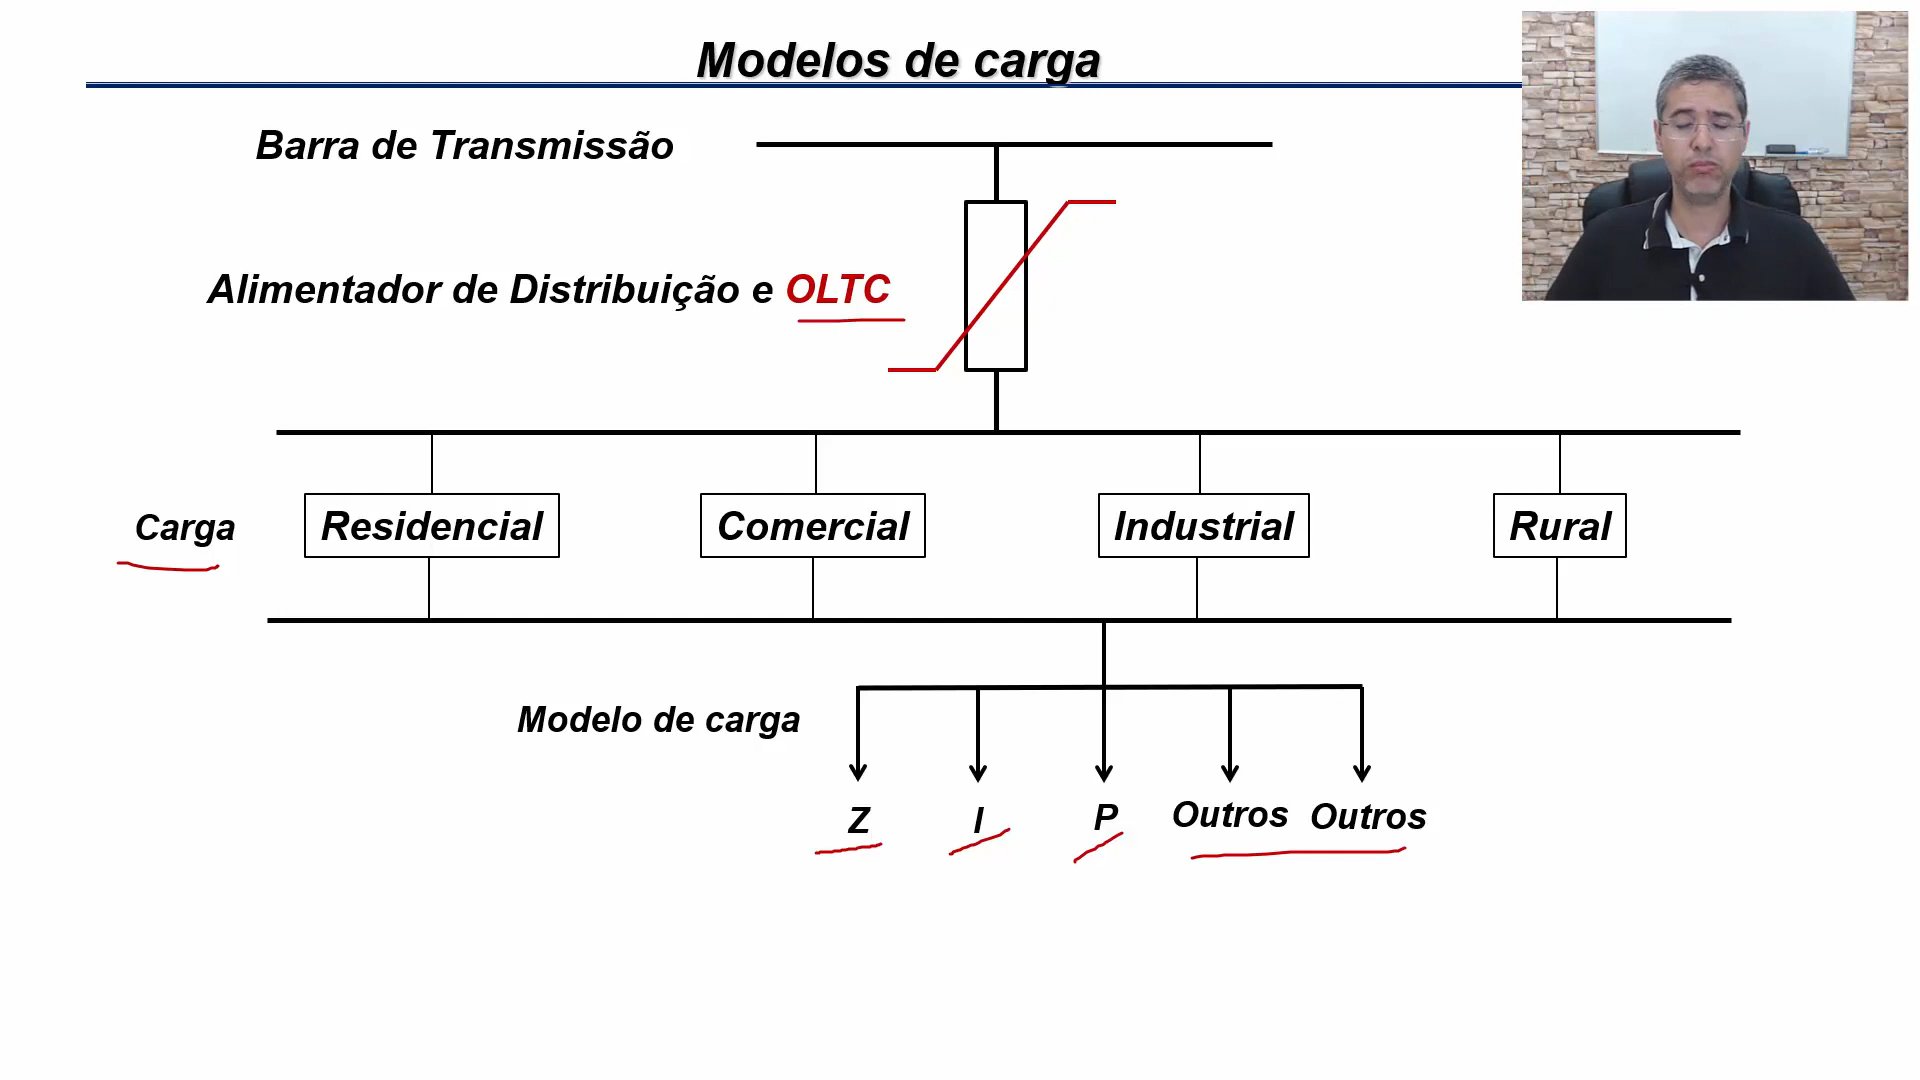 Modelos de carga
Barra de Transmissão
Alimentador de Distribuição e OLTC
Carga
Residencial
Comercial
Industrial
Rural
Modelo de carga
Z
I
P
Outros
Outros